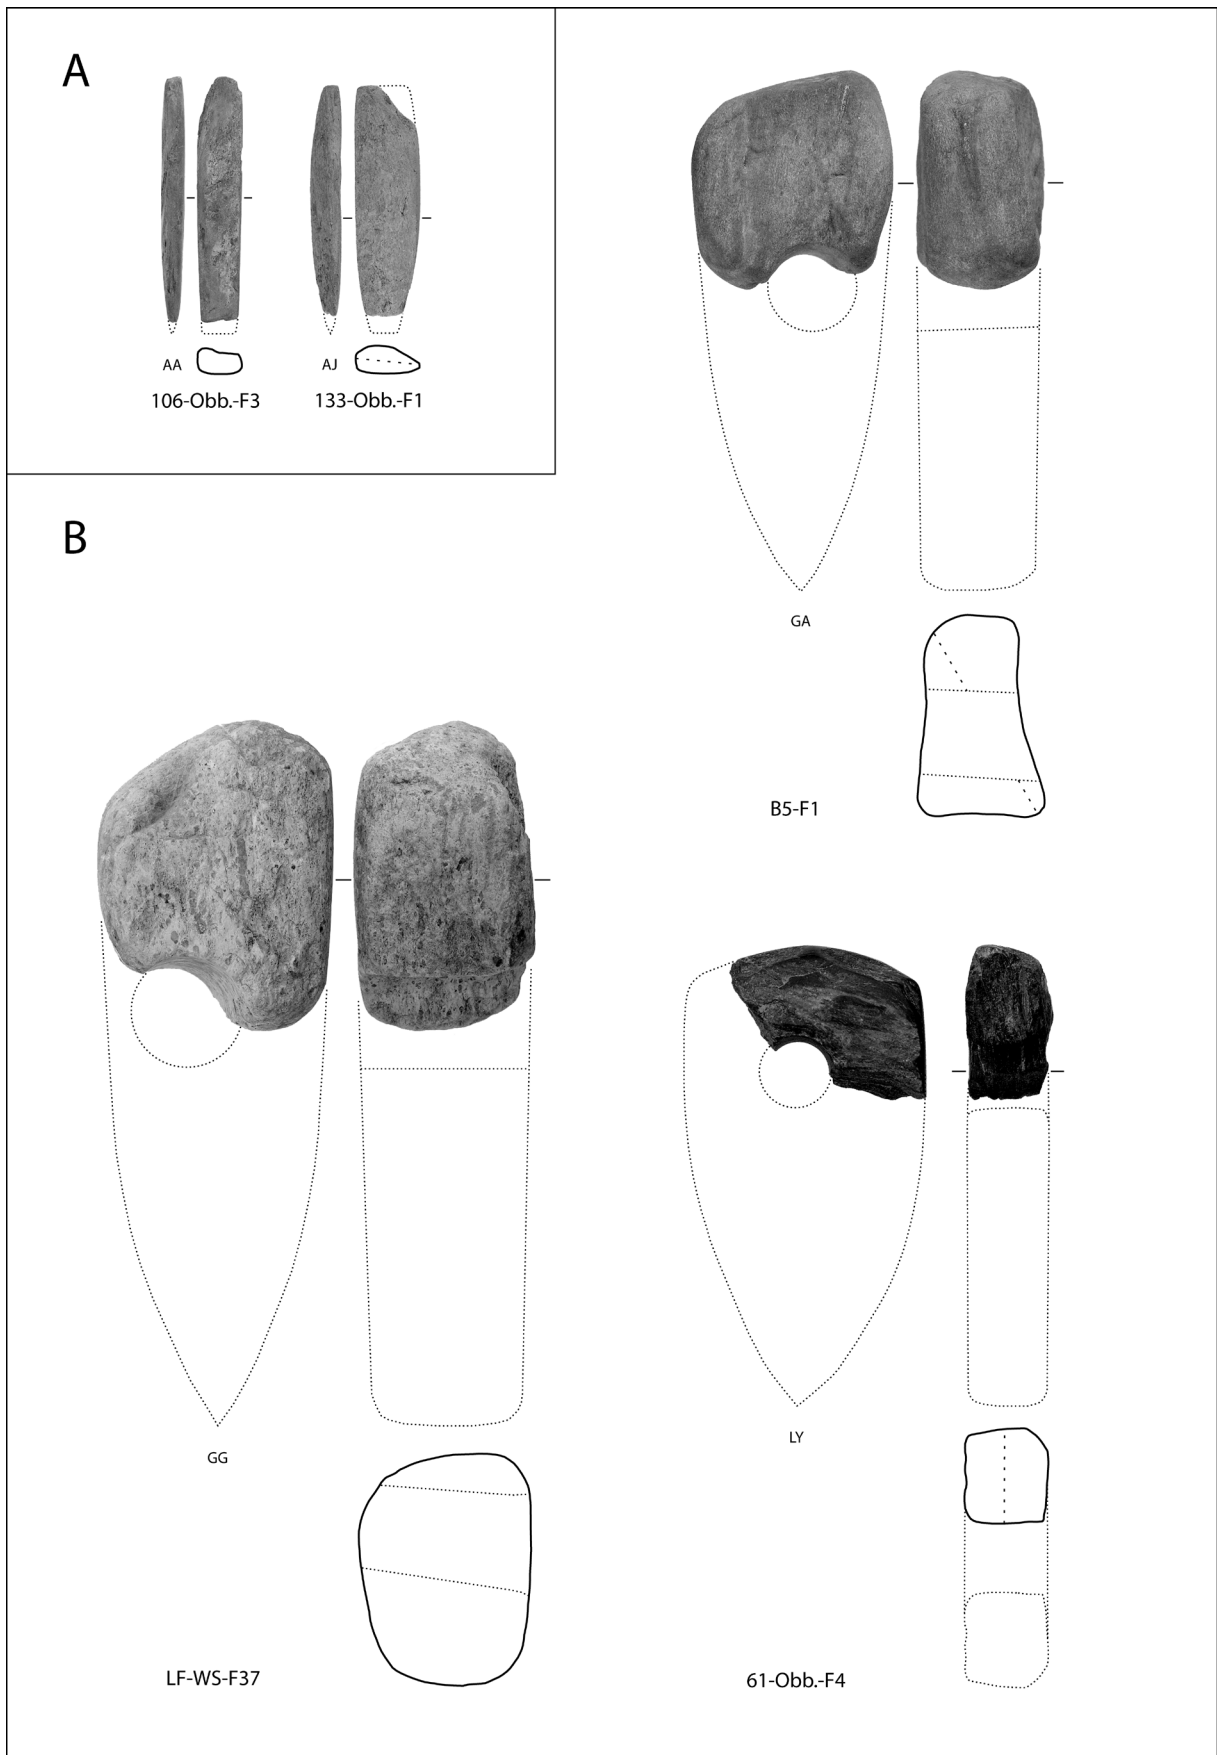 A
AA
106-Obb.-F3
AJ
133-Obb.-F1
GA
B5-F1
B
GG
LF-WS-F37
LY
61-Obb.-F4